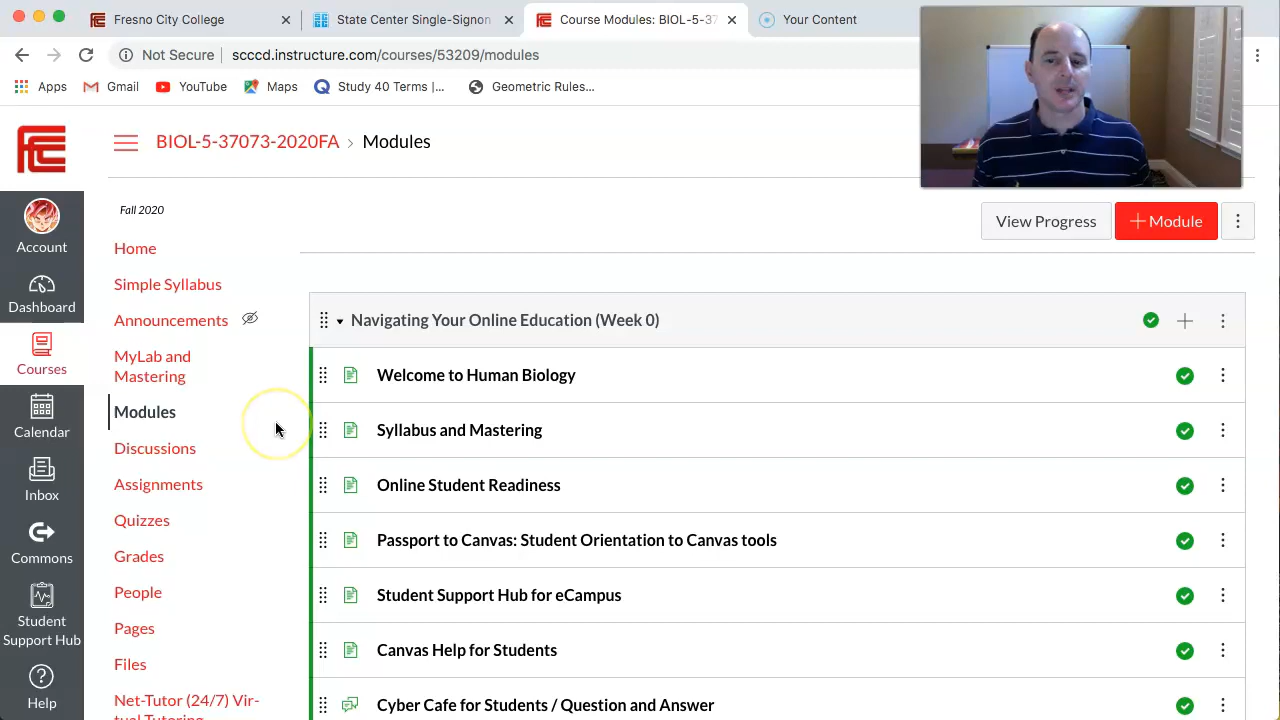 Fresno City College
State Center Single-Signon
Course Modules: BIOL-5-37
Your Content
Not Secure
scccd.instructure.com/courses/53209/modules
Apps
Gmail
YouTube
Maps
Study 40 Terms |...
Geometric Rules...
BIOL-5-37073-2020FA › Modules
Fall 2020
View Progress
+ Module
Account
Dashboard
Courses
Calendar
Inbox
Commons
Student
Support Hub
Help
Home
Simple Syllabus
Announcements
MyLab and
Mastering
Modules
Discussions
Assignments
Quizzes
Grades
People
Pages
Files
Net-Tutor (24/7) Vir-
tual Tutoring
Navigating Your Online Education (Week 0)
Welcome to Human Biology
Syllabus and Mastering
Online Student Readiness
Passport to Canvas: Student Orientation to Canvas tools
Student Support Hub for eCampus
Canvas Help for Students
Cyber Cafe for Students / Question and Answer